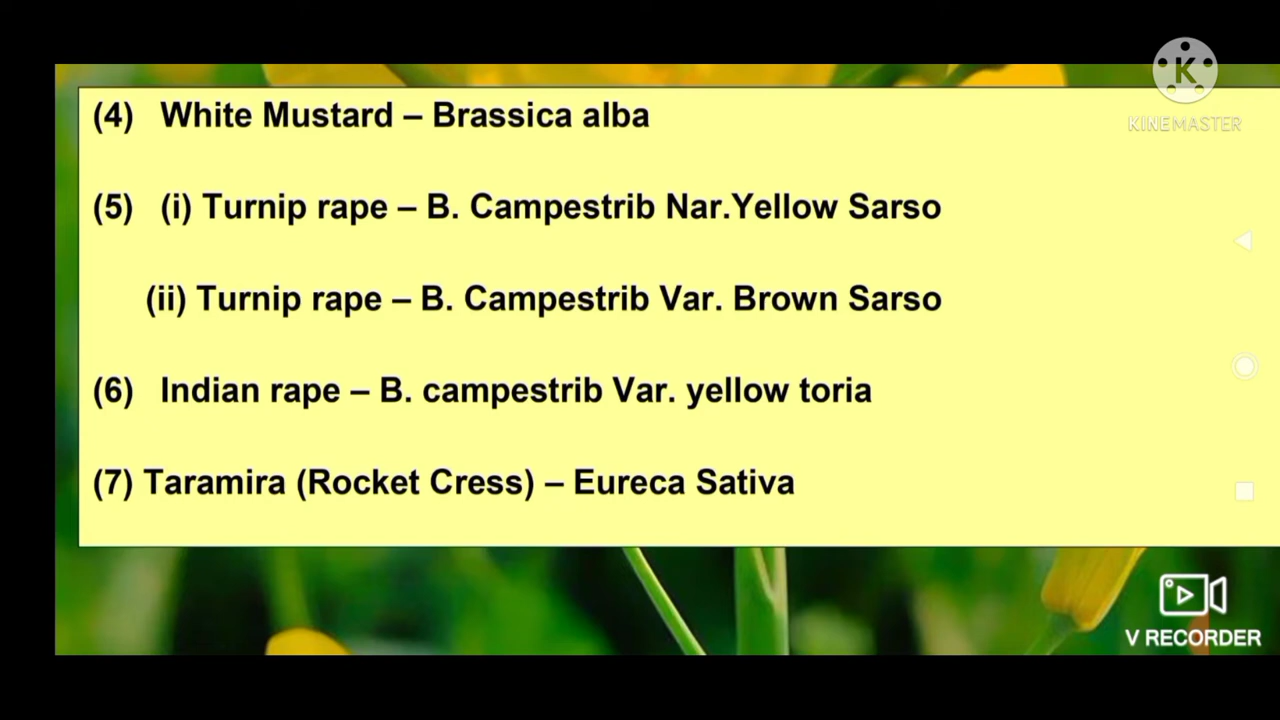 K
KINEMASTER
(4) White Mustard – Brassica alba
(5) (i) Turnip rape – B. Campestrib Nar.Yellow Sarso
(ii) Turnip rape – B. Campestrib Var. Brown Sarso
(6) Indian rape – B. campestrib Var. yellow toria
(7) Taramira (Rocket Cress) – Eureca Sativa
V RECORDER